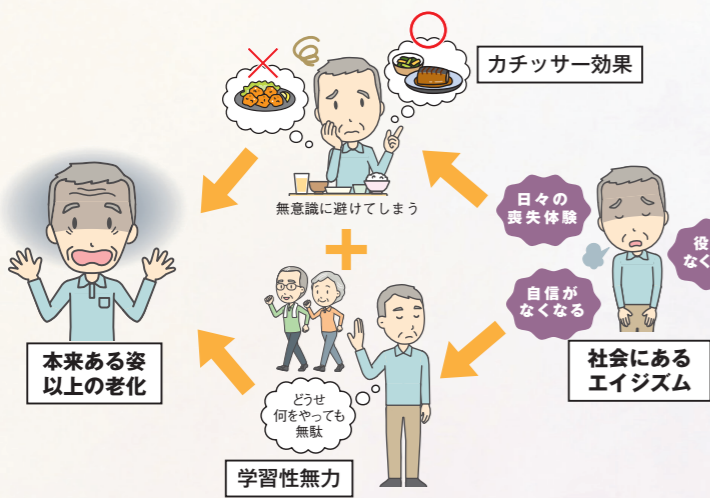 カチッサー効果
無意識に避けてしまう
日々の
喪失体験
役
なく
自信が
なくなる
社会にある
エイジズム
本来ある姿
以上の老化
どうせ
何をやっても
無駄
学習性無力